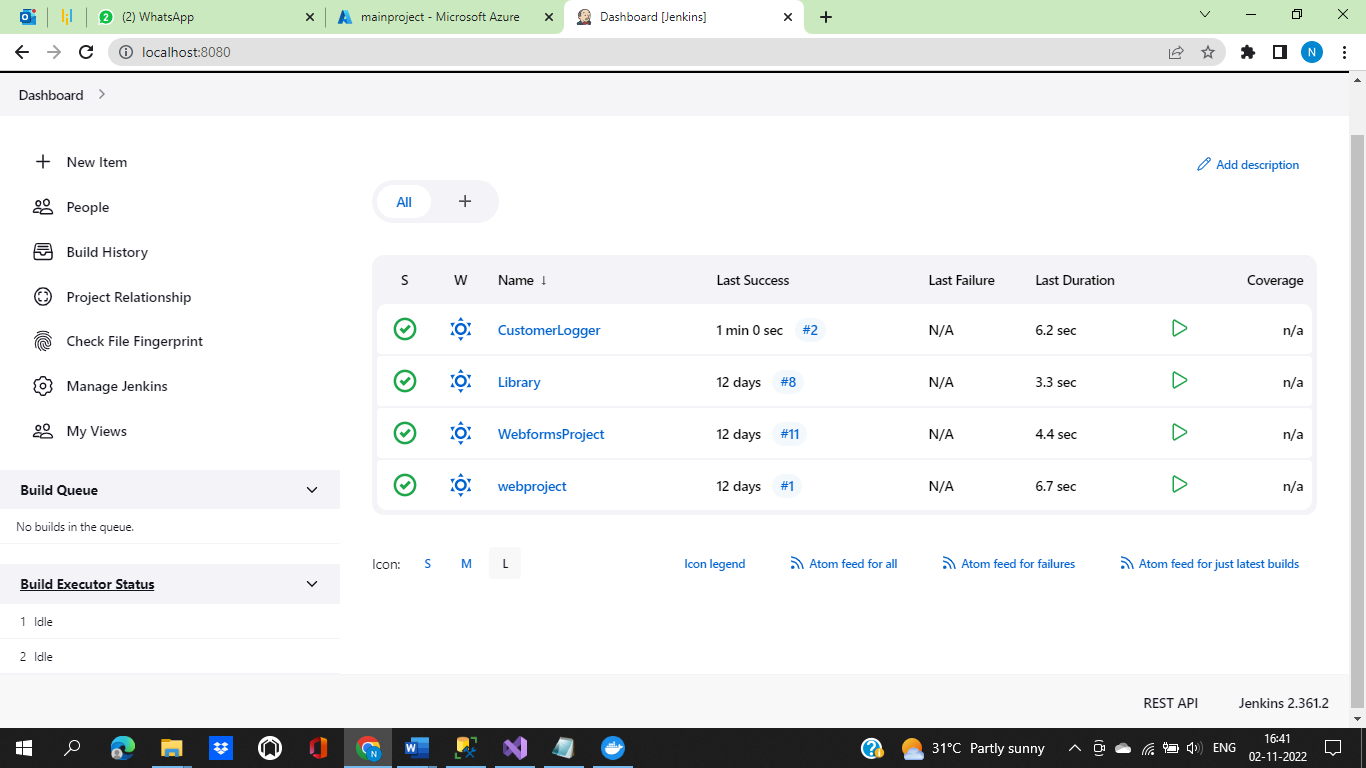 (2) WhatsApp
mainproject - Microsoft Azure
Dashboard [Jenkins]
localhost:8080
N
Dashboard
New Item
People
Build History
Project Relationship
Check File Fingerprint
Manage Jenkins
My Views
Build Queue
No builds in the queue.
Build Executor Status
1 Idle
2 Idle
Add description
All +
S W Name ↓ Last Success Last Failure Last Duration Coverage
CustomerLogger 1 min 0 sec #2 N/A 6.2 sec n/a
Library 12 days #8 N/A 3.3 sec n/a
WebformsProject 12 days #11 N/A 4.4 sec n/a
webproject 12 days #1 N/A 6.7 sec n/a
Icon: S M L Icon legend Atom feed for all Atom feed for failures Atom feed for just latest builds
REST API Jenkins 2.361.2
31°C Partly sunny ENG 16:41
02-11-2022